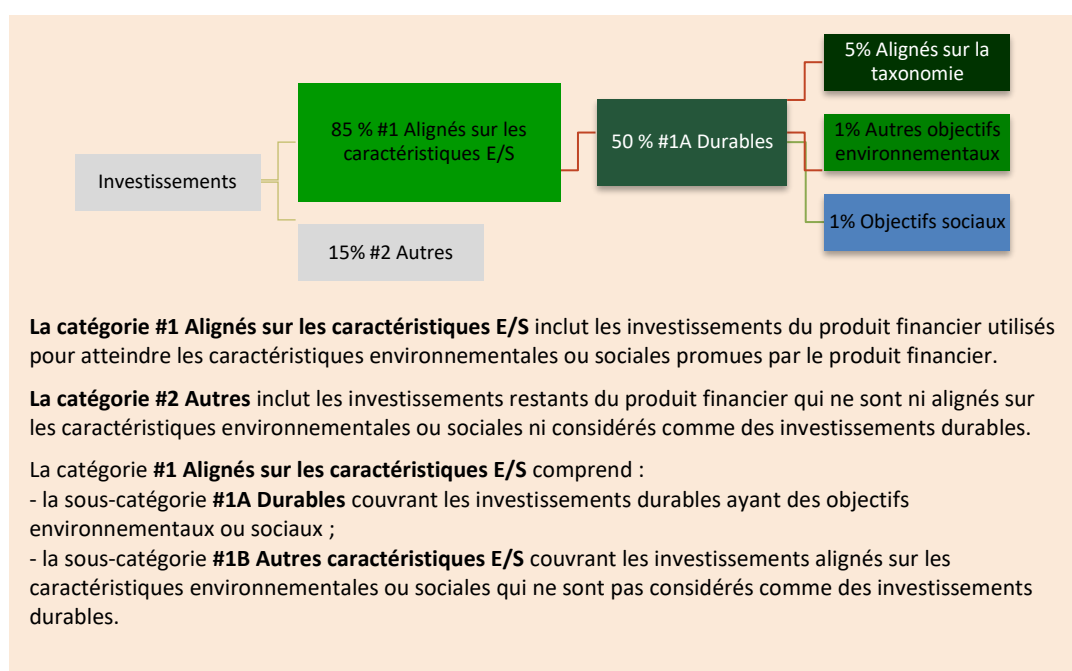 5% Alignés sur la
taxonomie
85 % #1 Alignés sur les
caractéristiques E/S
50 % #1A Durables
1% Autres objectifs
environnementaux
Investissements
1% Objectifs sociaux
15% #2 Autres
La catégorie #1 Alignés sur les caractéristiques E/S inclut les investissements du produit financier utilisés
pour atteindre les caractéristiques environnementales ou sociales promues par le produit financier.
La catégorie #2 Autres inclut les investissements restants du produit financier qui ne sont ni alignés sur
les caractéristiques environnementales ou sociales ni considérés comme des investissements durables.
La catégorie #1 Alignés sur les caractéristiques E/S comprend :
- la sous-catégorie #1A Durables couvrant les investissements durables ayant des objectifs
environnementaux ou sociaux ;
- la sous-catégorie #1B Autres caractéristiques E/S couvrant les investissements alignés sur les
caractéristiques environnementales ou sociales qui ne sont pas considérés comme des investissements
durables.